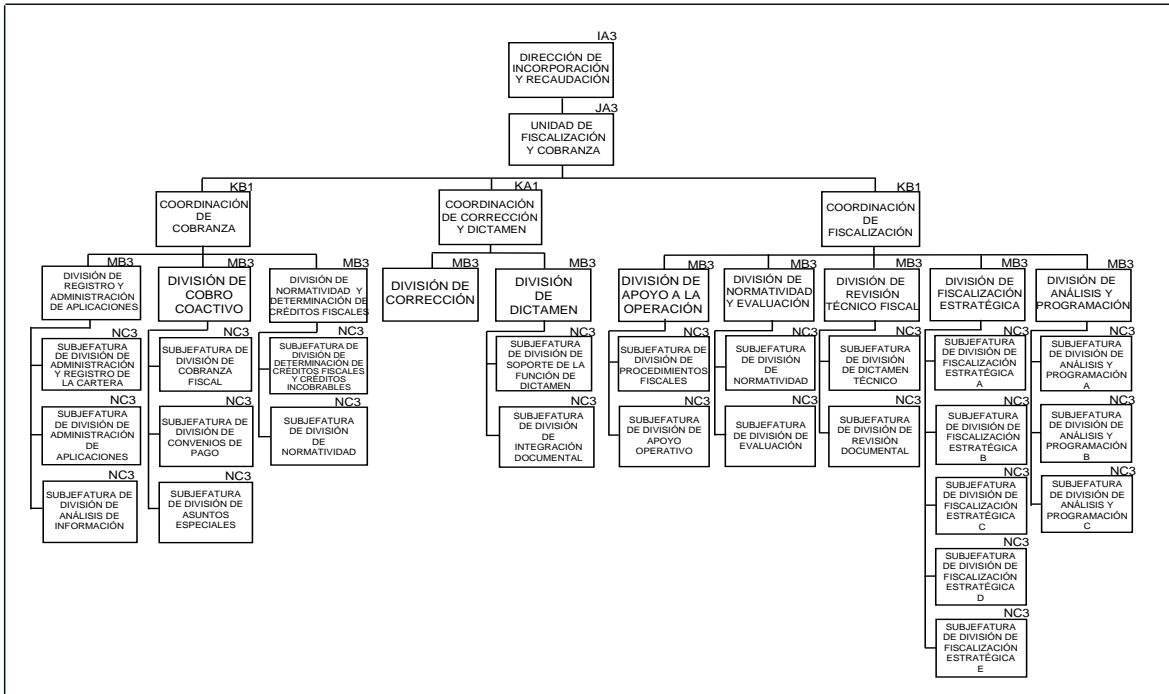 IA3
DIRECCIÓN DE
INCORPORACIÓN
Y RECAUDACIÓN
JA3
UNIDAD DE
FISCALIZACIÓN
Y COBRANZA
KB1
COORDINACIÓN
DE
COBRANZA
KA1
COORDINACIÓN
DE CORRECCIÓN
Y DICTAMEN
KB1
COORDINACIÓN
DE
FISCALIZACIÓN
MB3
DIVISIÓN DE
REGISTRO Y
ADMINISTRACIÓN
DE APLICACIONES
MB3
DIVISIÓN DE
COBRO
COACTIVO
MB3
DIVISIÓN DE
NORMATIVIDAD Y
DETERMINACIÓN DE
CRÉDITOS FISCALES
MB3
DIVISIÓN DE
CORRECCIÓN
MB3
DIVISIÓN
DE
DICTAMEN
MB3
DIVISIÓN DE
APOYO A LA
OPERACIÓN
MB3
DIVISIÓN DE
NORMATIVIDAD
Y EVALUACIÓN
MB3
DIVISIÓN
DE REVISIÓN
TÉCNICO FISCAL
MB3
DIVISIÓN DE
FISCALIZACIÓN
ESTRATÉGICA
MB3
DIVISIÓN DE
ANÁLISIS Y
PROGRAMACIÓN
NC3
SUBJEFATURA
DE DIVISIÓN DE
ADMINISTRACIÓN
Y REGISTRO DE
LA CARTERA
NC3
SUBJEFATURA
DE DIVISIÓN DE
ADMINISTRACIÓN
DE
APLICACIONES
NC3
SUBJEFATURA DE
DIVISIÓN DE
ANÁLISIS DE
INFORMACIÓN
NC3
SUBJEFATURA DE
DIVISIÓN DE
COBRANZA
FISCAL
NC3
SUBJEFATURA DE
DIVISIÓN DE
CONVENIOS DE
PAGO
NC3
SUBJEFATURA
DE DIVISIÓN DE
ASUNTOS
ESPECIALES
NC3
SUBJEFATURA DE
DIVISIÓN DE
DETERMINACIÓN DE
CRÉDITOS FISCALES
Y CRÉDITOS
INCOBRABLES
NC3
SUBJEFATURA
DE DIVISIÓN
DE
NORMATIVIDAD
NC3
SUBJEFATURA
DE DIVISIÓN DE
SOPORTE DE LA
FUNCIÓN DE
DICTAMEN
NC3
SUBJEFATURA
DE DIVISIÓN
DE
INTEGRACIÓN
DOCUMENTAL
NC3
SUBJEFATURA DE
DIVISIÓN DE
PROCEDIMIENTOS
FISCALES
NC3
SUBJEFATURA
DE DIVISIÓN DE
APOYO
OPERATIVO
NC3
SUBJEFATURA
DE DIVISIÓN
DE
NORMATIVIDAD
NC3
SUBJEFATURA
DE DIVISIÓN DE
EVALUACIÓN
NC3
SUBJEFATURA
DE DIVISIÓN
DE DICTAMEN
TÉCNICO
NC3
SUBJEFATURA
DE DIVISIÓN DE
REVISIÓN
DOCUMENTAL
NC3
SUBJEFATURA
DE DIVISIÓN DE
FISCALIZACIÓN
ESTRATÉGICA
A
NC3
SUBJEFATURA
DE DIVISIÓN DE
FISCALIZACIÓN
ESTRATÉGICA
B
NC3
SUBJEFATURA
DE DIVISIÓN DE
FISCALIZACIÓN
ESTRATÉGICA
C
NC3
SUBJEFATURA
DE DIVISIÓN DE
FISCALIZACIÓN
ESTRATÉGICA
D
NC3
SUBJEFATURA
DE DIVISIÓN DE
FISCALIZACIÓN
ESTRATÉGICA
E
NC3
SUBJEFATURA
DE DIVISIÓN DE
ANÁLISIS Y
PROGRAMACIÓN
A
NC3
SUBJEFATURA
DE DIVISIÓN DE
ANÁLISIS Y
PROGRAMACIÓN
B
NC3
SUBJEFATURA
DE DIVISIÓN DE
ANÁLISIS Y
PROGRAMACIÓN
C